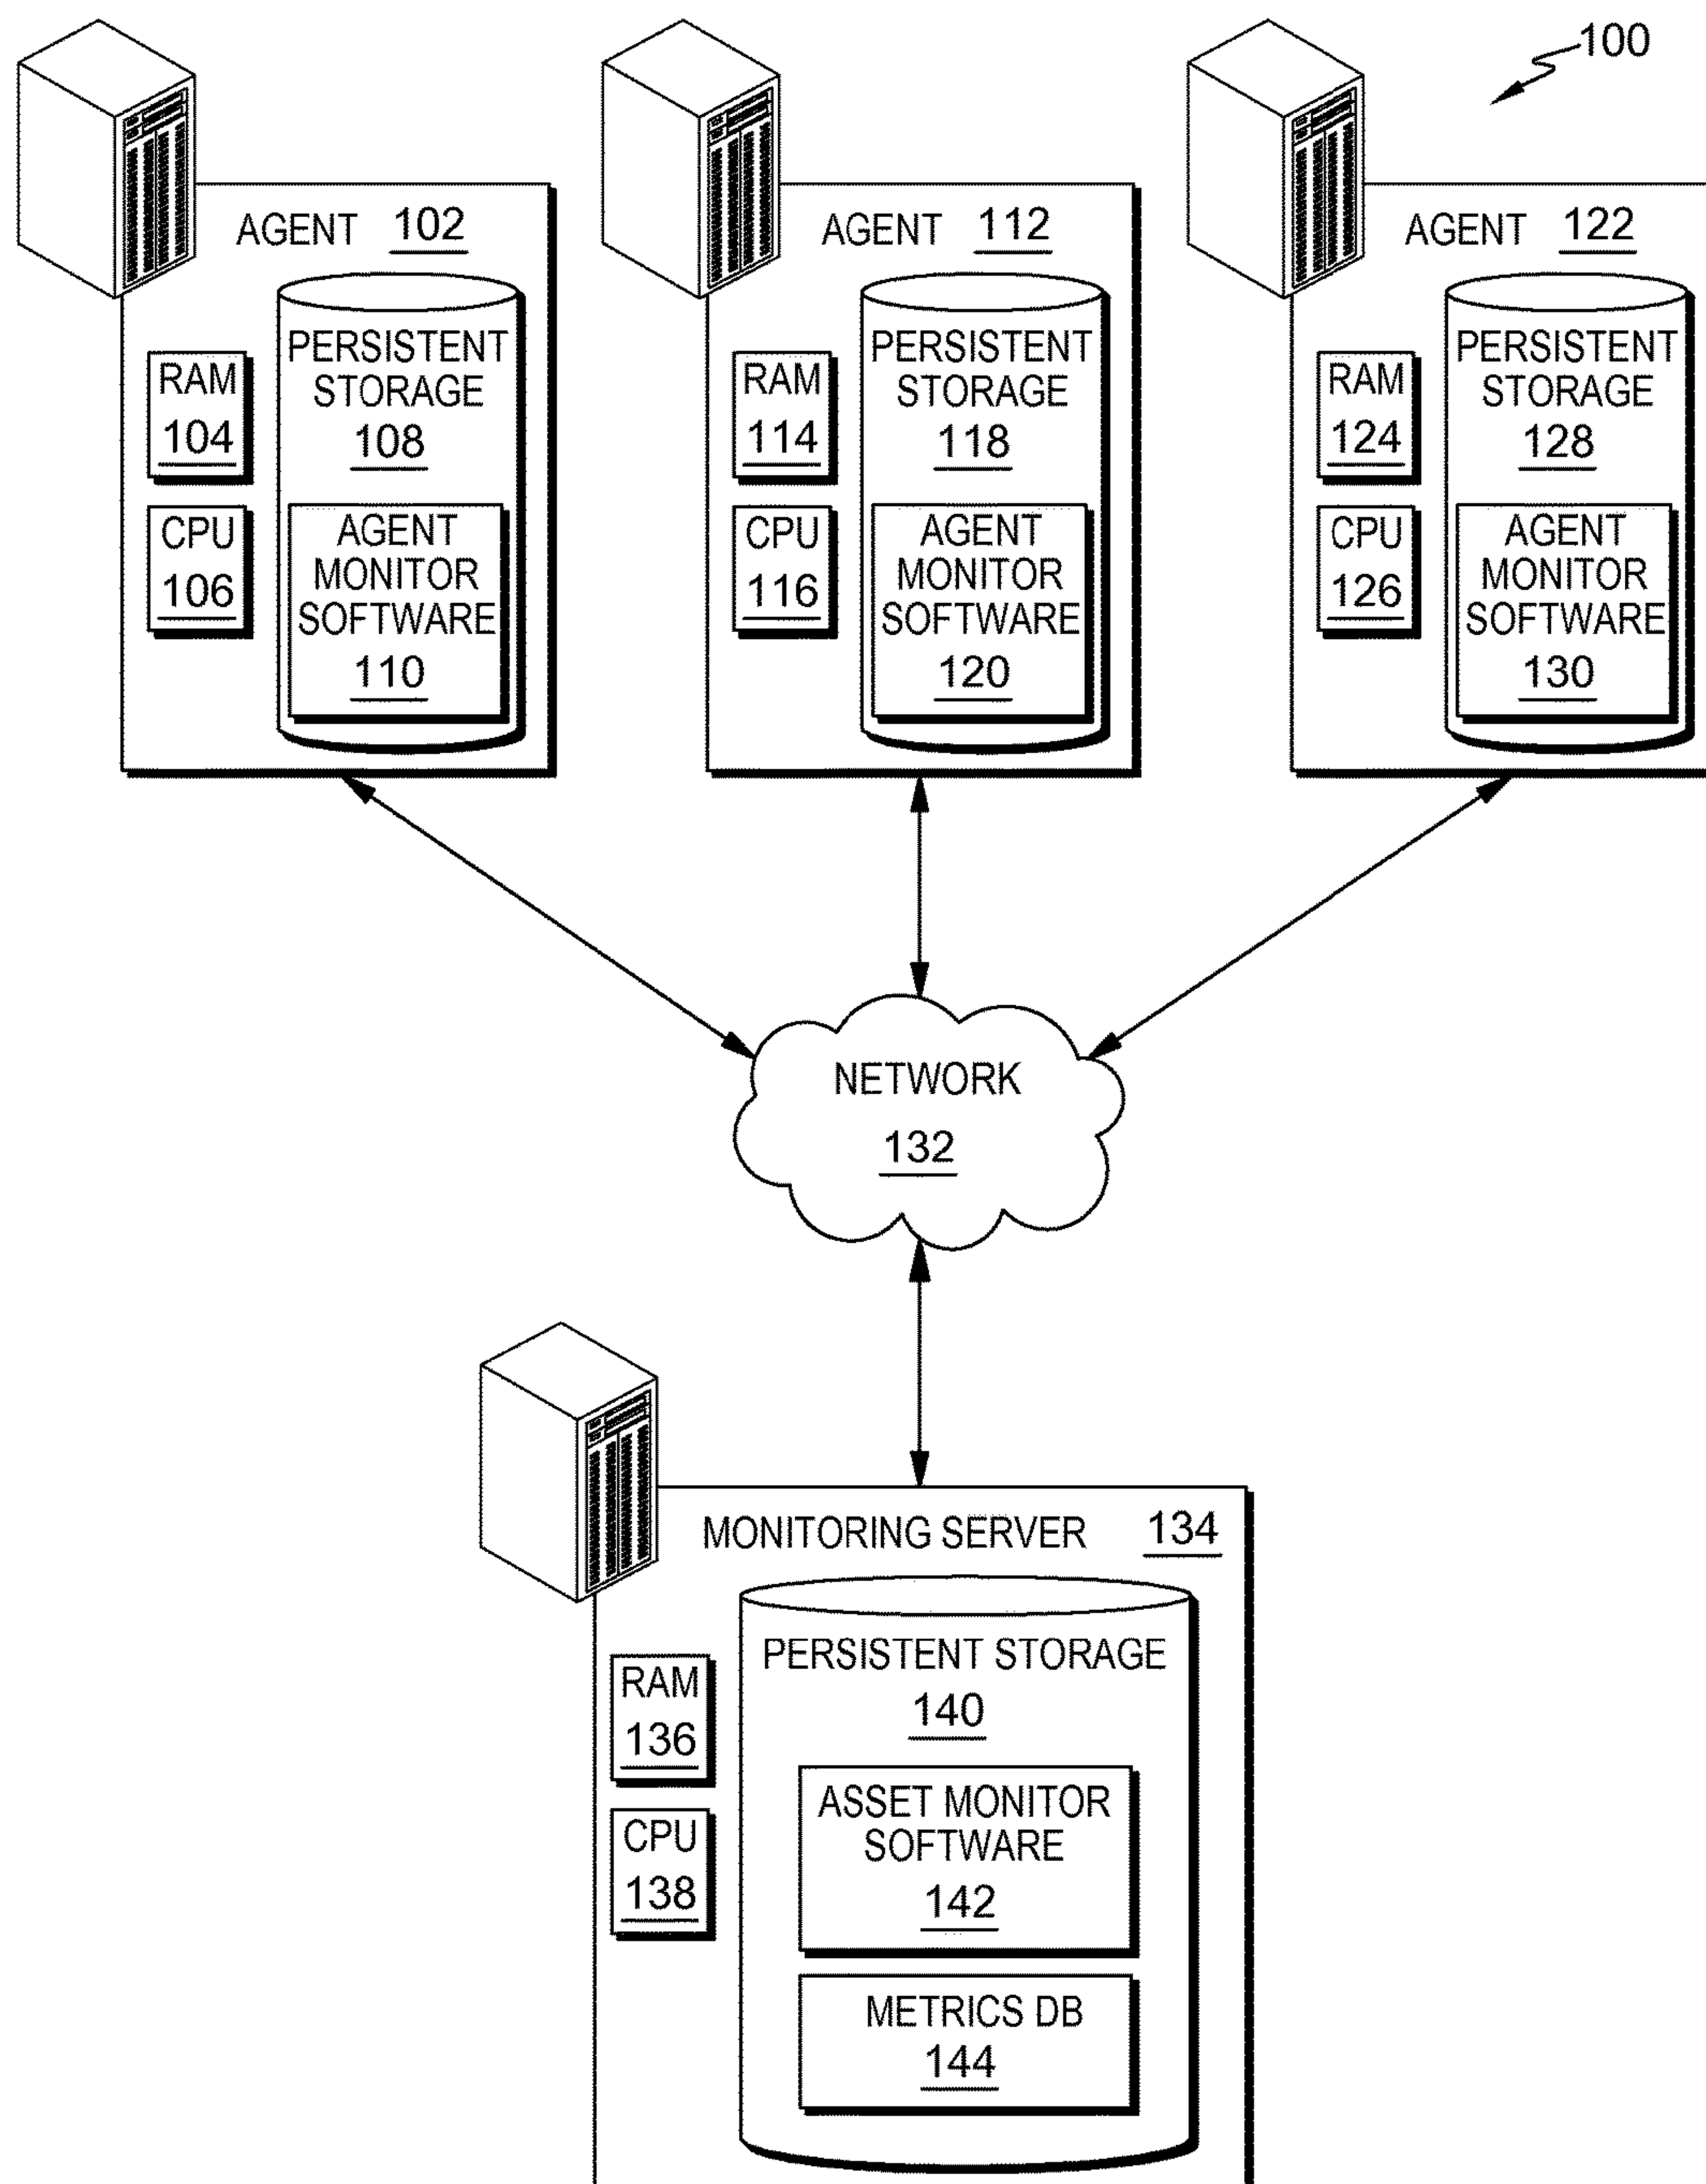 100
AGENT 102
PERSISTENT
STORAGE
108
RAM
104
CPU
106
AGENT
MONITOR
SOFTWARE
110
AGENT 112
PERSISTENT
STORAGE
118
RAM
114
CPU
116
AGENT
MONITOR
SOFTWARE
120
AGENT 122
PERSISTENT
STORAGE
128
RAM
124
CPU
126
AGENT
MONITOR
SOFTWARE
130
NETWORK
132
MONITORING SERVER 134
PERSISTENT STORAGE
140
RAM
136
CPU
138
ASSET MONITOR
SOFTWARE
142
METRICS DB
144